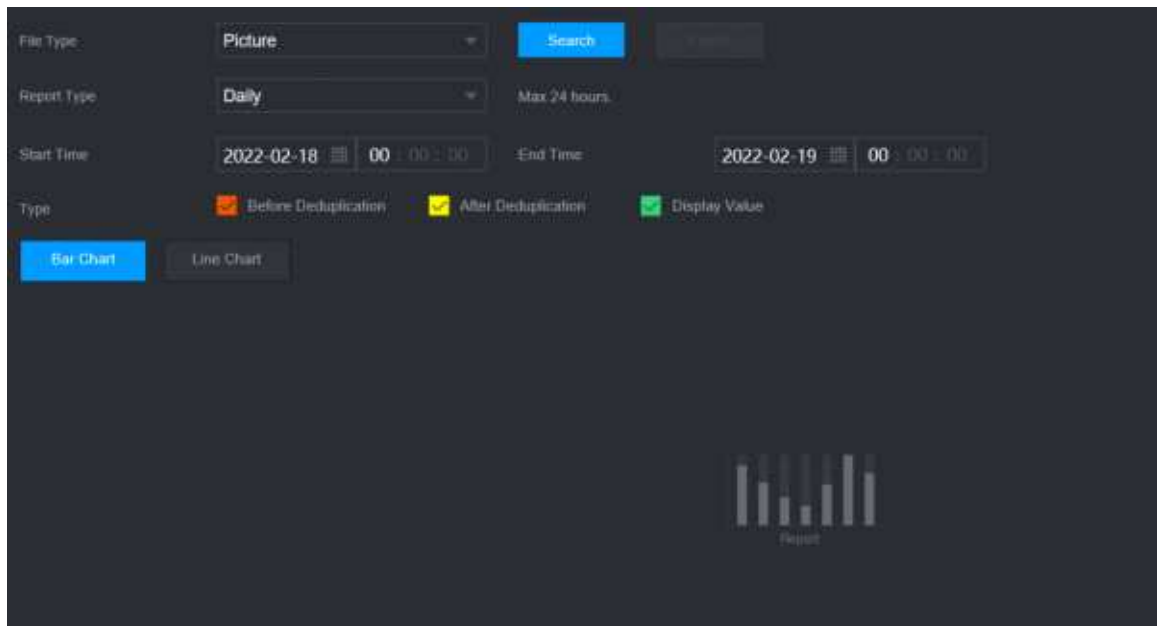 File Type Picture Search
Report Type Daily Max 24 hours.
Start Time 2022-02-18 00 : 00 : 00 End Time 2022-02-19 00 : 00 : 00
Type Before Deduplication After Deduplication Display Value
Bar Chart Line Chart
Report